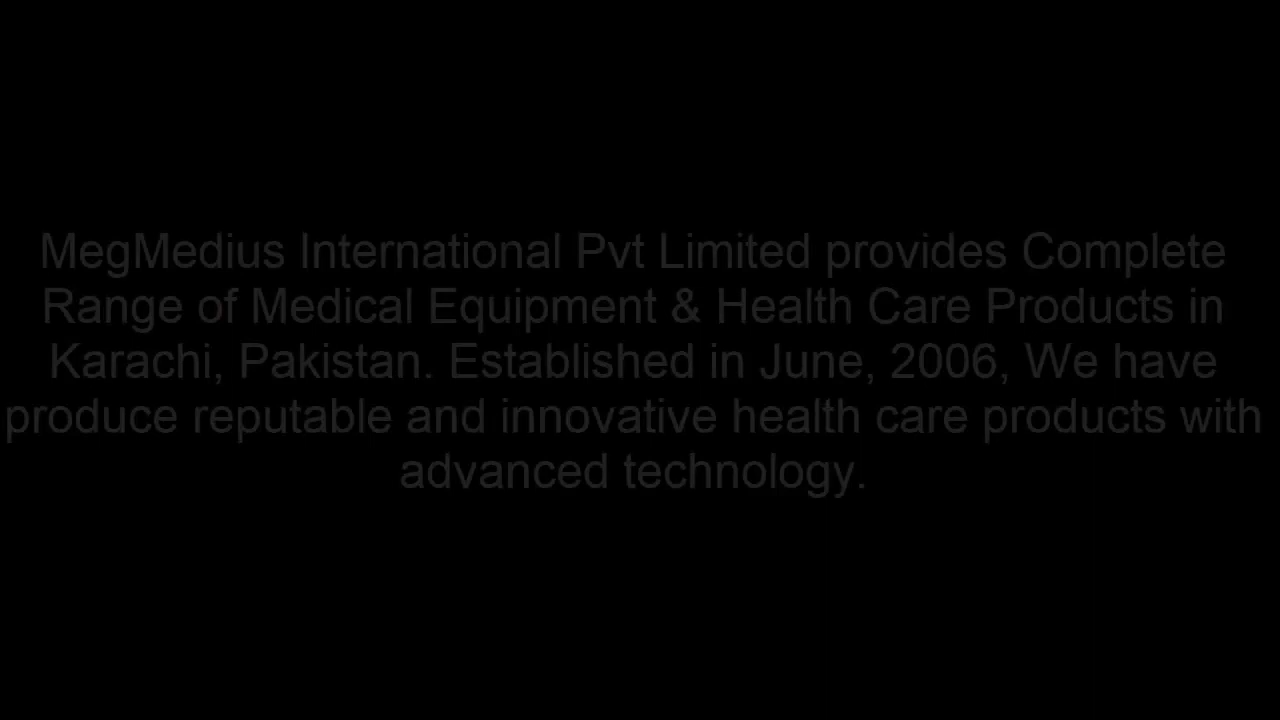 MegMedius International Pvt Limited provides Complete
Range of Medical Equipment & Health Care Products in
Karachi, Pakistan. Established in June, 2006, We have
produce reputable and innovative health care products with
advanced technology.